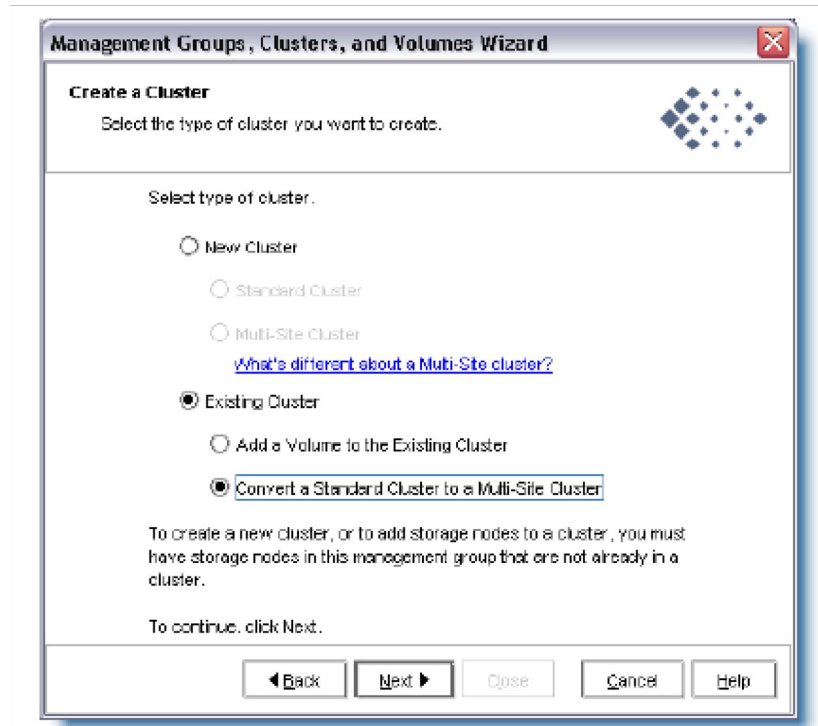 Management Groups, Clusters, and Volumes Wizard
Create a Cluster
Select the type of cluster you want to create.
Select type of cluster.
New Cluster
Standard Cluster
Multi-Site Cluster
What's different about a Multi-Site cluster?
Existing Cluster
Add a Volume to the Existing Cluster
Convert a Standard Cluster to a Multi-Site Cluster
To create a new cluster, or to add storage nodes to a cluster, you must
have storage nodes in this management group that are not already in a
cluster.
To continue, click Next.
Back Next Close Cancel Help